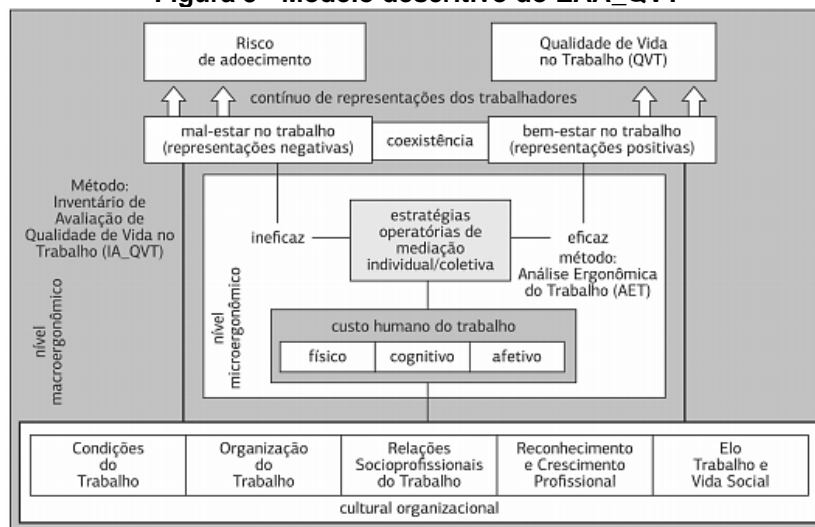 Figura 3 - Modelo descritivo de EAA_QVT
Risco
de adoecimento
Qualidade de Vida
no Trabalho (QVT)
contínuo de representações dos trabalhadores
mal-estar no trabalho
(representações negativas)
coexistência
bem-estar no trabalho
(representações positivas)
Método:
Inventário de
Avaliação de
Qualidade de Vida no
Trabalho (IA_QVT)
nível
macroergonômico
ineficaz
estratégias
operatórias de
mediação
individual/coletiva
eficaz
método:
Análise Ergonômica
do Trabalho (AET)
nível
microergonômico
custo humano do trabalho
físico
cognitivo
afetivo
Condições
do
Trabalho
Organização
do
Trabalho
Relações
Socioprofissionais
do Trabalho
Reconhecimento
e Crescimento
Profissional
Elo
Trabalho e
Vida Social
cultural organizacional